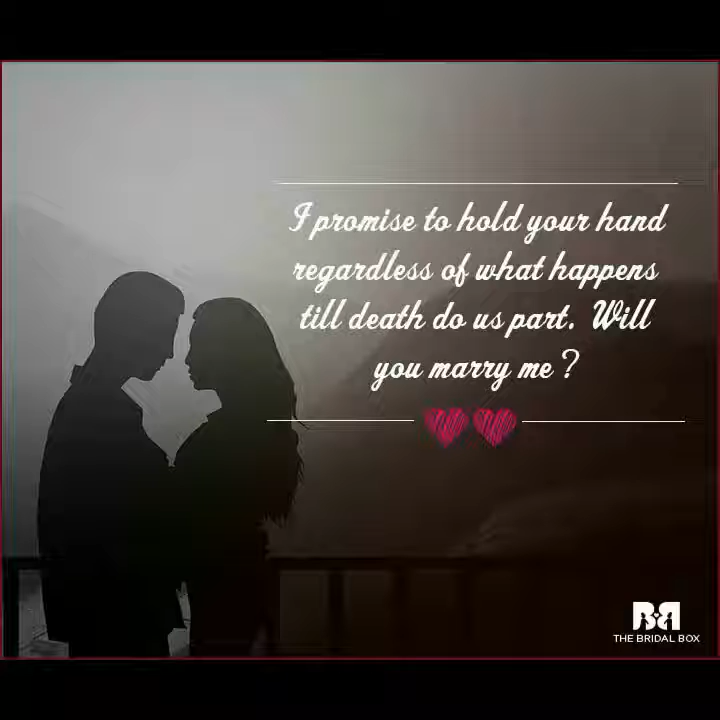 I promise to hold your hand
regardless of what happens
till death do us part. Will
you marry me ?
BB
THE BRIDAL BOX